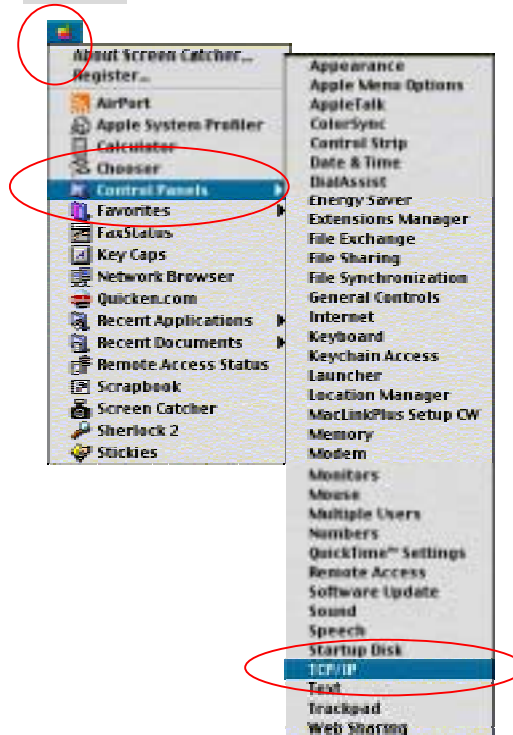 About Screen Catcher...
Register...
AirPort
Apple System Profiler
Calculator
Chooser
Control Panels
Favorites
FaxStatus
Key Caps
Network Browser
Quicken.com
Recent Applications
Recent Documents
Remote Access Status
Scrapbook
Screen Catcher
Sherlock 2
Stickies
Appearance
Apple Menu Options
AppleTalk
ColorSync
Control Strip
Date & Time
DialAssist
Energy Saver
Extensions Manager
File Exchange
File Sharing
File Synchronization
General Controls
Internet
Keyboard
Keychain Access
Launcher
Location Manager
MacLinkPlus Setup CW
Memory
Modem
Monitors
Mouse
Multiple Users
Numbers
QuickTime™ Settings
Remote Access
Software Update
Sound
Speech
Startup Disk
TCP/IP
Text
Trackpad
Web Sharing